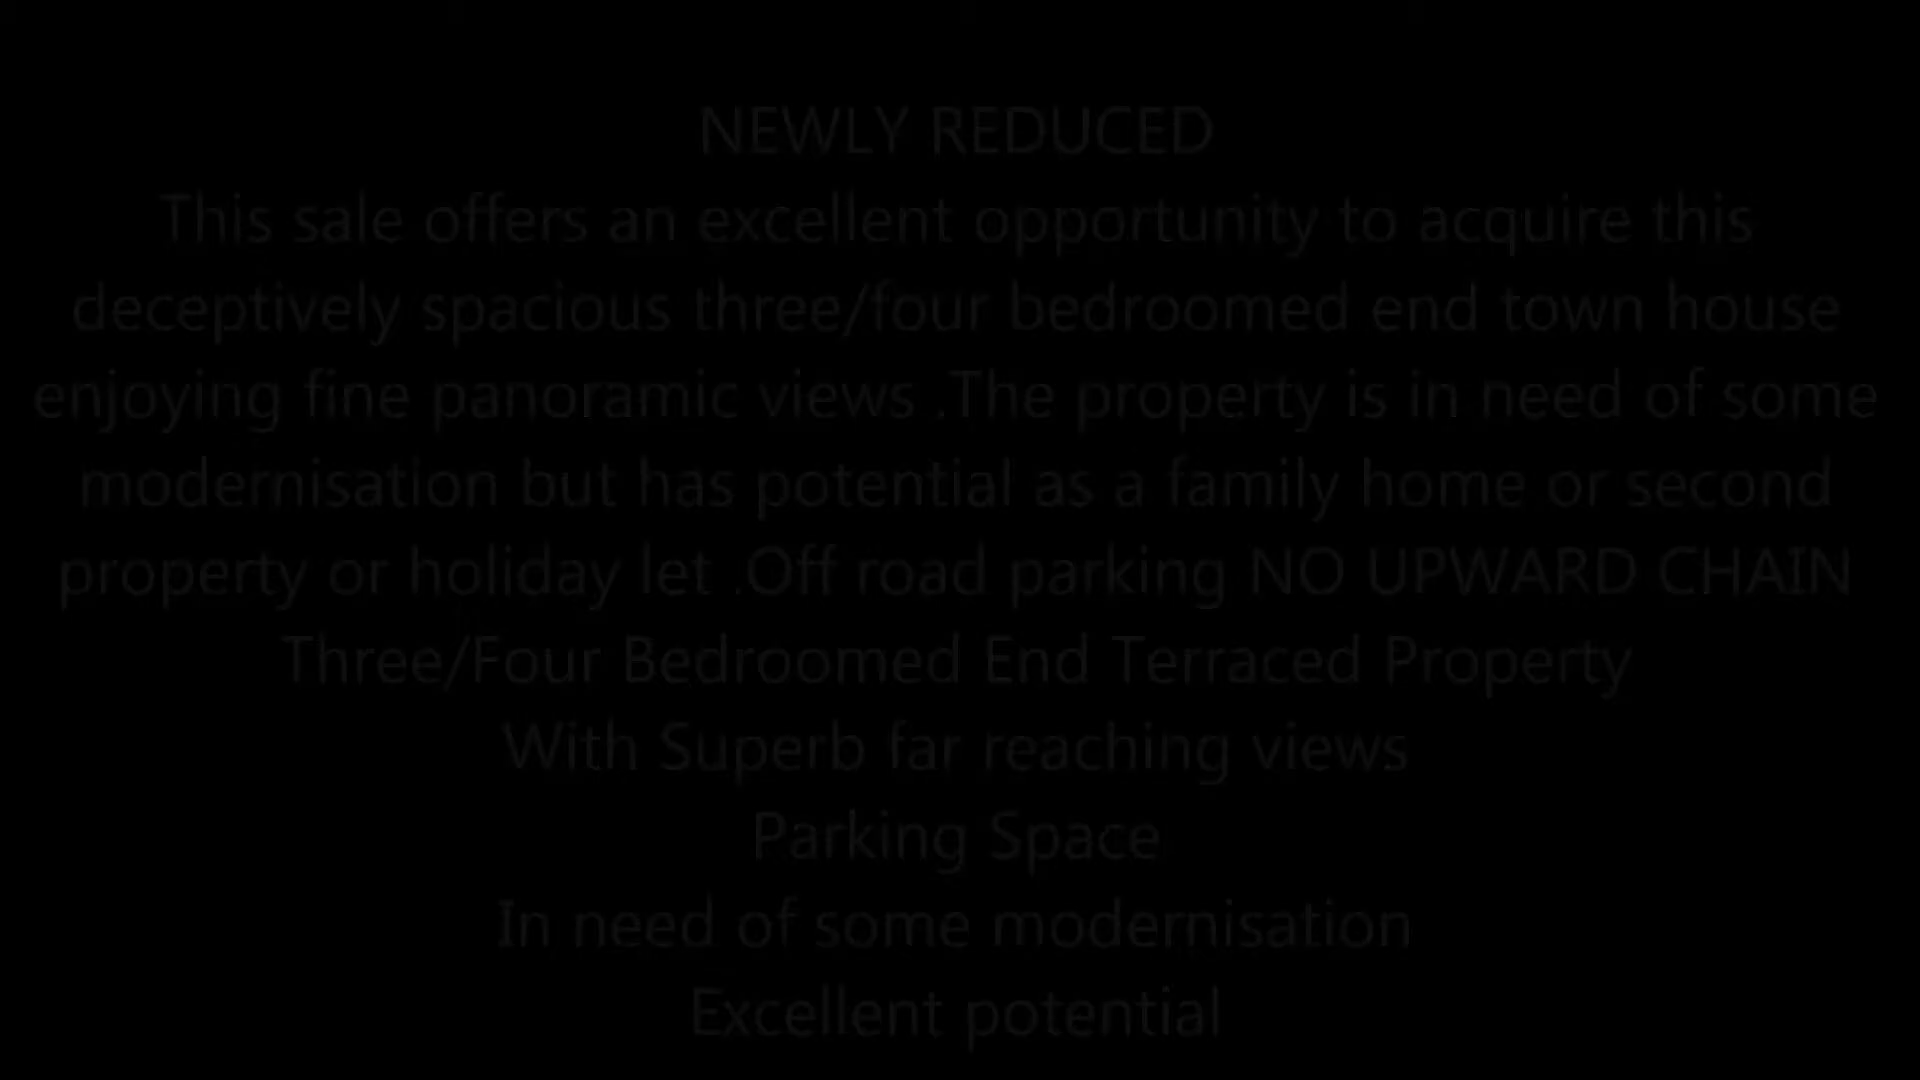 NEWLY REDUCED
This sale offers an excellent opportunity to acquire this
deceptively spacious three/four bedroomed end town house
enjoying fine panoramic views .The property is in need of some
modernisation but has potential as a family home or second
property or holiday let .Off road parking NO UPWARD CHAIN
Three/Four Bedroomed End Terraced Property
With Superb far reaching views
Parking Space
In need of some modernisation
Excellent potential